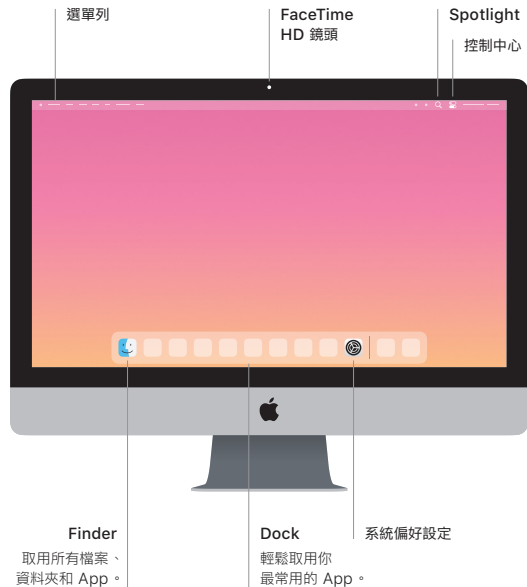 選單列
FaceTime
HD 鏡頭
Spotlight
控制中心
Finder
取用所有檔案、
資料夾和 App。
Dock
輕鬆取用你
最常用的 App。
系統偏好設定